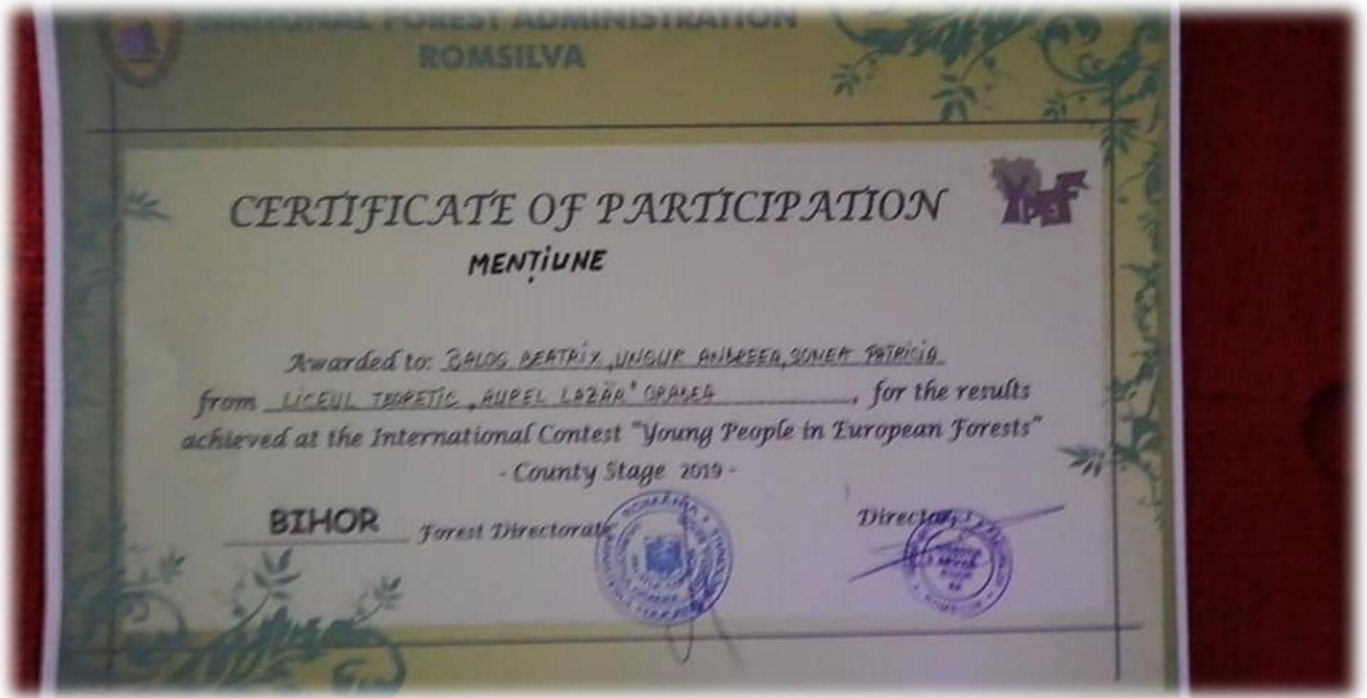 NATIONAL FOREST ADMINISTRATION
ROMSILVA
YPEF
CERTIFICATE OF PARTICIPATION
MENȚIUNE
Awarded to: BALOG BEATRIX, UNGUR ANDREEA, SONEA PATRICIA
from LICEUL TEORETIC „AUREL LAZĂR" ORADEA, for the results
achieved at the International Contest "Young People in European Forests"
- County Stage 2019 -
BIHOR Forest Directorate
Director,